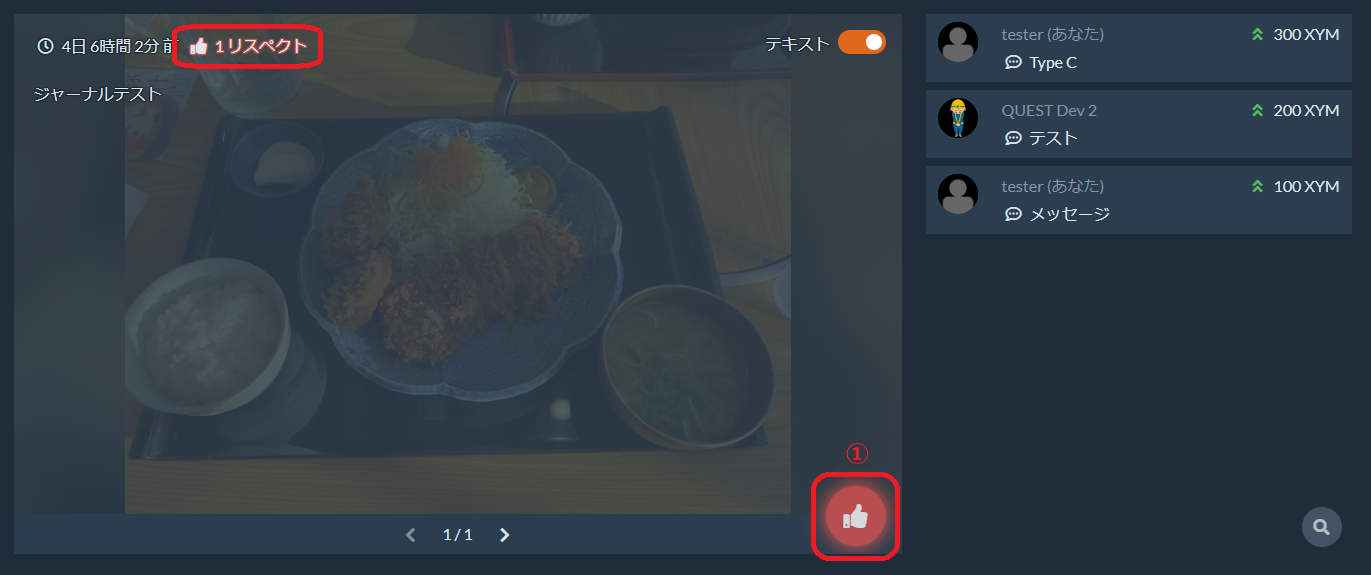 4日 6時間 2分 前 1 リスペクト
テキスト
ジャーナルテスト
①
1 / 1
tester (あなた)
300 XYM
Type C
QUEST Dev 2
200 XYM
テスト
tester (あなた)
100 XYM
メッセージ